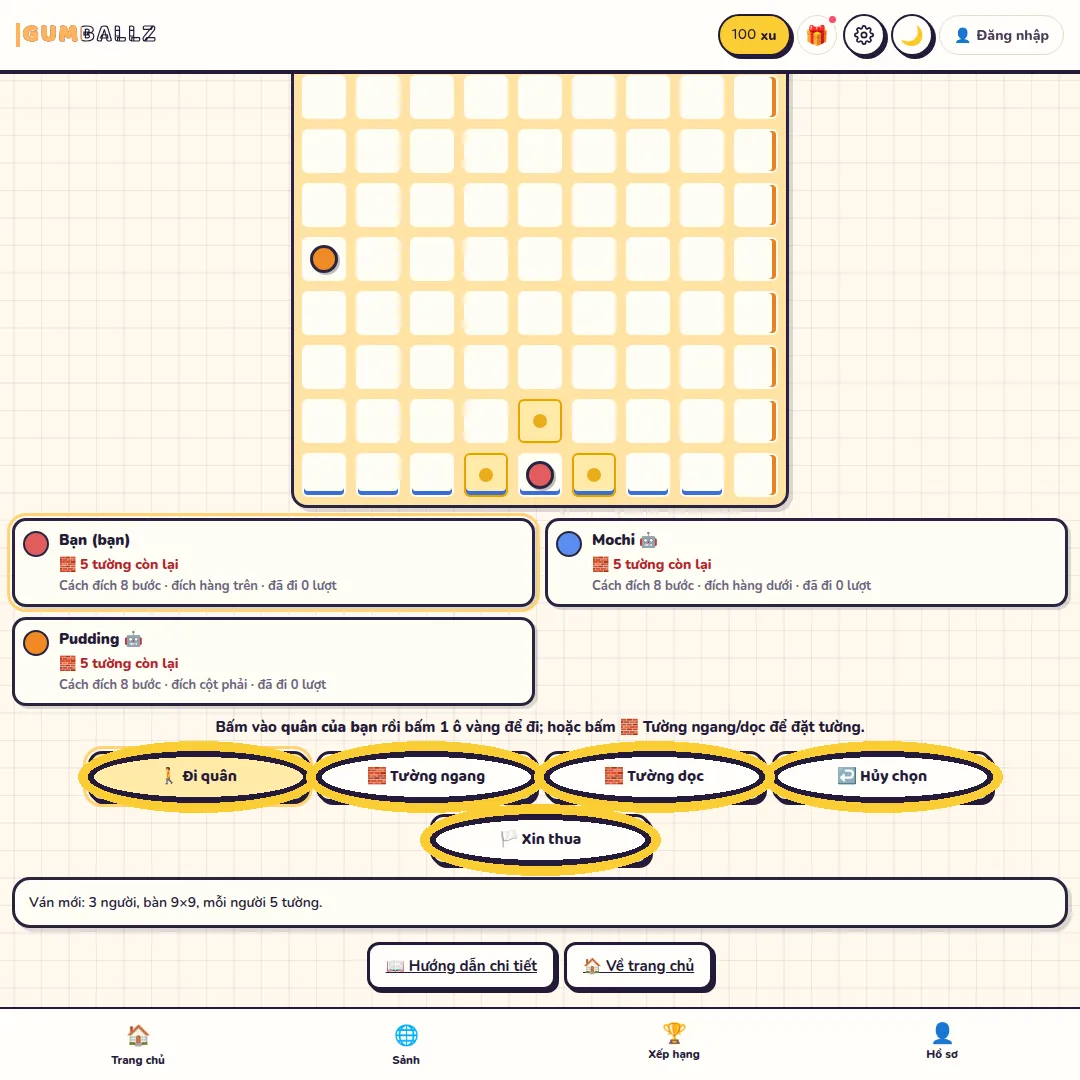 GUMBALLZ
100 xu
Đăng nhập
Bạn (bạn)
5 tường còn lại
Cách đích 8 bước · đích hàng trên · đã đi 0 lượt
Mochi
5 tường còn lại
Cách đích 8 bước · đích hàng dưới · đã đi 0 lượt
Pudding
5 tường còn lại
Cách đích 8 bước · đích cột phải · đã đi 0 lượt
Bấm vào quân của bạn rồi bấm 1 ô vàng để đi; hoặc bấm 🧱 Tường ngang/dọc để đặt tường.
Đi quân
Tường ngang
Tường dọc
Hủy chọn
Xin thua
Ván mới: 3 người, bàn 9×9, mỗi người 5 tường.
Hướng dẫn chi tiết
Về trang chủ
Trang chủ
Sảnh
Xếp hạng
Hồ sơ